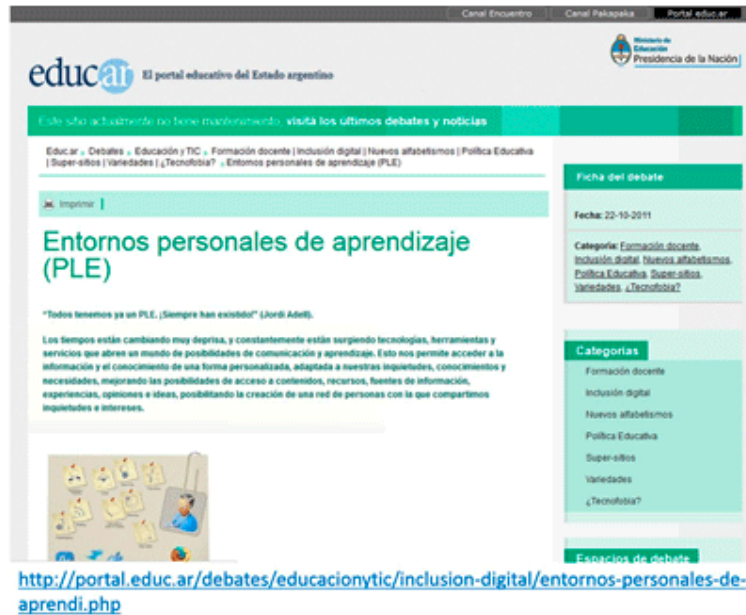 Canal Encuentro Canal Pakapaka Portal educ.ar
educar El portal educativo del Estado argentino
Ministerio de
Educación
Presidencia de la Nación
Este sitio actualmente no tiene mantenimiento, visitá los últimos debates y noticias
Educ.ar Debates Educación y TIC Formación docente | Inclusión digital | Nuevos alfabetismos | Política Educativa
| Super-sitios | Variedades | ¿Tecnofobia? Entornos personales de aprendizaje (PLE)
Imprimir
Entornos personales de aprendizaje
(PLE)
"Todos tenemos ya un PLE. ¡Siempre han existido!" (Jordi Adell).
Los tiempos están cambiando muy deprisa, y constantemente están surgiendo tecnologías, herramientas y
servicios que abren un mundo de posibilidades de comunicación y aprendizaje. Esto nos permite acceder a la
información y el conocimiento de una forma personalizada, adaptada a nuestras inquietudes, conocimientos y
necesidades, mejorando las posibilidades de acceso a contenidos, recursos, fuentes de información,
experiencias, opiniones e ideas, posibilitando la creación de una red de personas con la que compartimos
inquietudes e intereses.
Ficha del debate
Fecha: 22-10-2011
Categoría: Formación docente,
Inclusión digital, Nuevos alfabetismos,
Política Educativa, Super-sitios,
Variedades, ¿Tecnofobia?
Categorías
Formación docente
Inclusión digital
Nuevos alfabetismos
Política Educativa
Super-sitios
Variedades
¿Tecnofobia?
Espacios de debate
http://portal.educ.ar/debates/educacionytic/inclusion-digital/entornos-personales-de-
aprendi.php